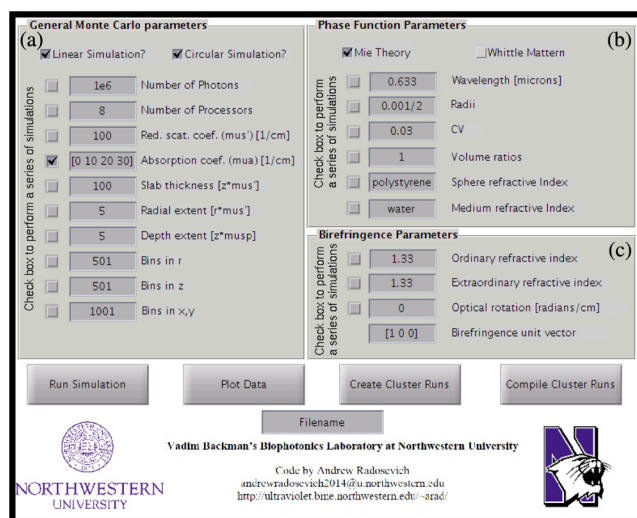 General Monte Carlo parameters
(a)
Linear Simulation?
Circular Simulation?
Check box to perform a series of simulations
1e6 Number of Photons
8 Number of Processors
100 Red. scat. coef. (mus') [1/cm]
[0 10 20 30] Absorption coef. (mua) [1/cm]
100 Slab thickness [z*mus']
5 Radial extent [r*mus']
5 Depth extent [z*musp]
501 Bins in r
501 Bins in z
1001 Bins in x,y
Phase Function Parameters
(b)
Mie Theory
Whittle Mattern
Check box to perform
a series of simulations
0.633 Wavelength [microns]
0.001/2 Radii
0.03 CV
1 Volume ratios
polystyrene Sphere refractive Index
water Medium refractive Index
Birefringence Parameters
(c)
Check box to perform
a series of simulations
1.33 Ordinary refractive index
1.33 Extraordinary refractive index
0 Optical rotation [radians/cm]
[1 0 0] Birefringence unit vector
Run Simulation
Plot Data
Create Cluster Runs
Compile Cluster Runs
Filename
Vadim Backman's Biophotonics Laboratory at Northwestern University
Code by Andrew Radosevich
andrewradosevich2014@u.northwestern.edu
http://ultraviolet.bme.northwestern.edu/~arad/
NORTHWESTERN
UNIVERSITY
N